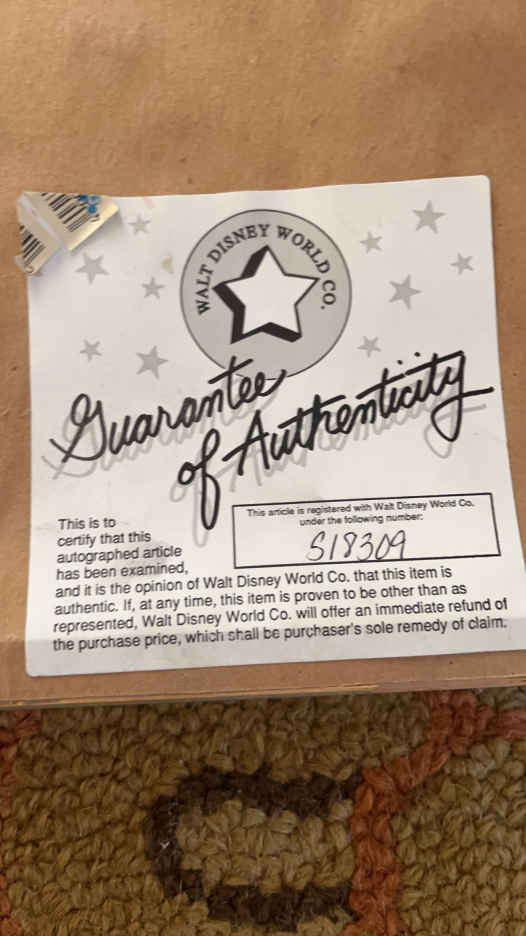 WALT DISNEY WORLD CO.
Guarantee
of Authenticity
This article is registered with Walt Disney World Co.
under the following number:
S18309
This is to
certify that this
autographed article
has been examined,
and it is the opinion of Walt Disney World Co. that this item is
authentic. If, at any time, this item is proven to be other than as
represented, Walt Disney World Co. will offer an immediate refund of
the purchase price, which shall be purchaser's sole remedy of claim.